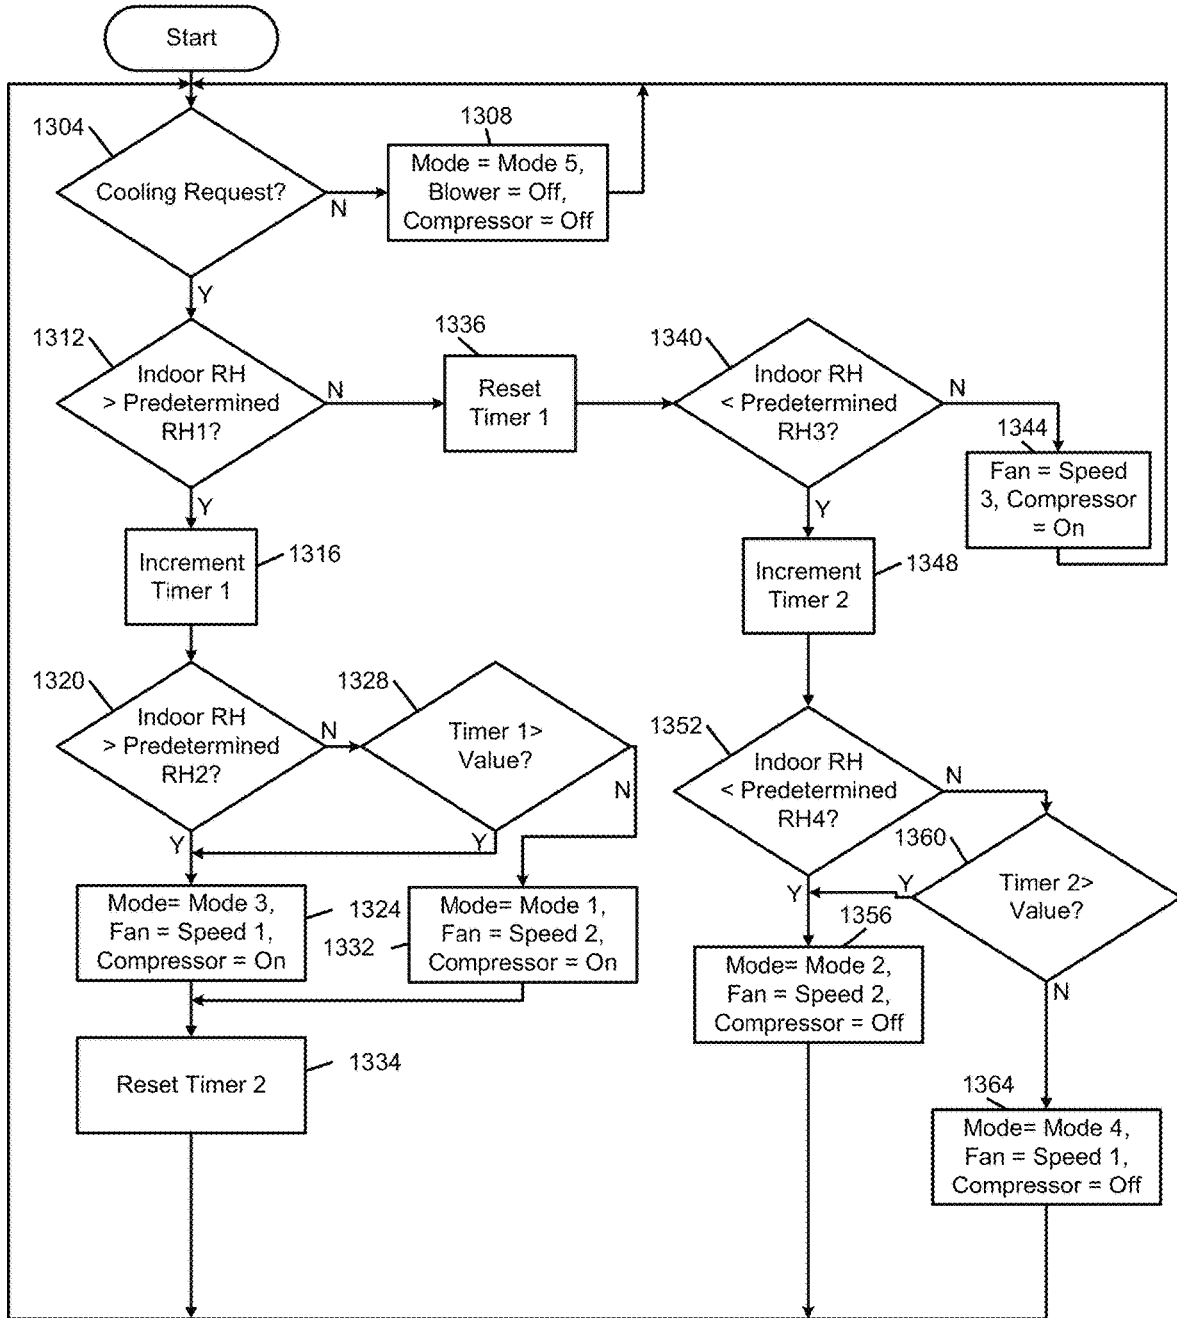 Start
1304
Cooling Request?
N
Y
1308
Mode = Mode 5,
Blower = Off,
Compressor = Off
1312
Indoor RH
> Predetermined
RH1?
N
Y
1336
Reset
Timer 1
1340
Indoor RH
< Predetermined
RH3?
N
Y
1344
Fan = Speed
3, Compressor
= On
1316
Increment
Timer 1
1348
Increment
Timer 2
1320
Indoor RH
> Predetermined
RH2?
N
Y
1328
Timer 1>
Value?
N
Y
1352
Indoor RH
< Predetermined
RH4?
N
Y
1360
Timer 2>
Value?
Y
N
1324
Mode= Mode 3,
Fan = Speed 1,
Compressor = On
1332
Mode= Mode 1,
Fan = Speed 2,
Compressor = On
1356
Mode= Mode 2,
Fan = Speed 2,
Compressor = Off
1334
Reset Timer 2
1364
Mode= Mode 4,
Fan = Speed 1,
Compressor = Off